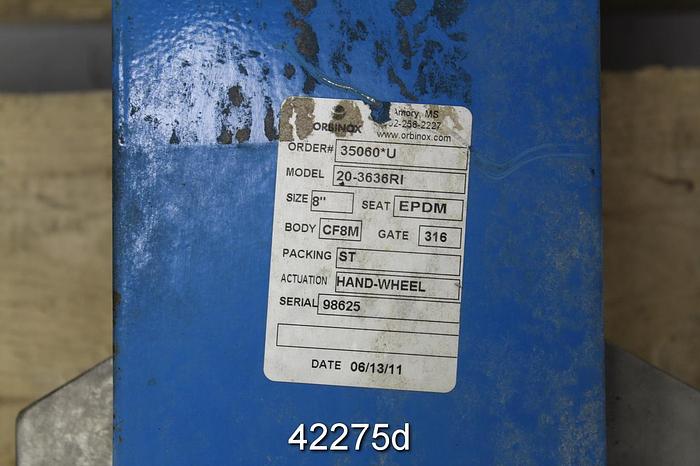 ORBINOX
Amory, MS
-256-2227
www.orbinox.com
ORDER# 35060*U
MODEL 20-3636RI
SIZE 8" SEAT EPDM
BODY CF8M GATE 316
PACKING ST
ACTUATION HAND-WHEEL
SERIAL 98625
DATE 06/13/11
42275d